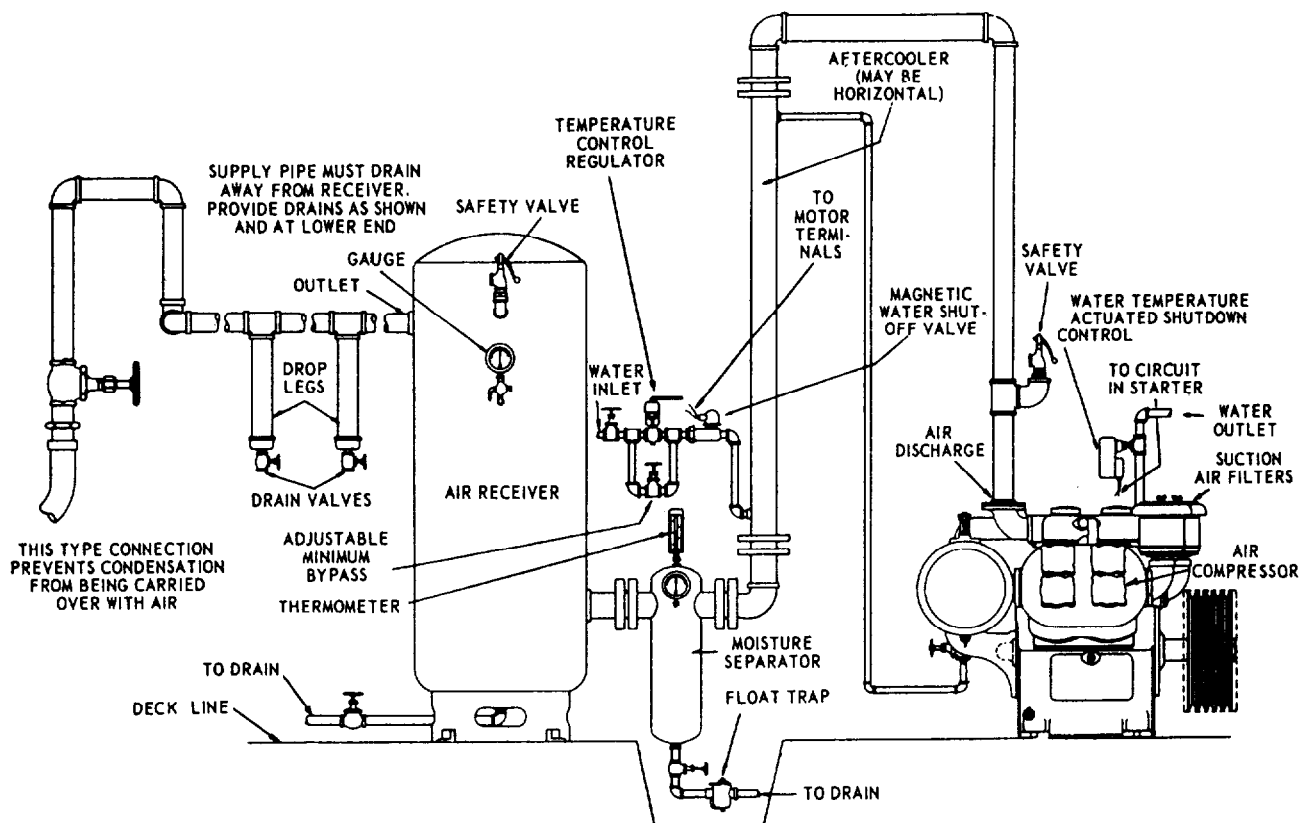 AFTERCOOLER
(MAY BE
HORIZONTAL)
TEMPERATURE
CONTROL
REGULATOR
SUPPLY PIPE MUST DRAIN
AWAY FROM RECEIVER.
PROVIDE DRAINS AS SHOWN
AND AT LOWER END
SAFETY VALVE
GAUGE
OUTLET
TO
MOTOR
TERMI-
NALS
MAGNETIC
WATER SHUT-
OFF VALVE
SAFETY
VALVE
WATER TEMPERATURE
ACTUATED SHUTDOWN
CONTROL
TO CIRCUIT
IN STARTER
WATER
OUTLET
SUCTION
AIR FILTERS
AIR
DISCHARGE
WATER
INLET
DROP
LEGS
DRAIN VALVES
AIR RECEIVER
ADJUSTABLE
MINIMUM
BYPASS
THERMOMETER
THIS TYPE CONNECTION
PREVENTS CONDENSATION
FROM BEING CARRIED
OVER WITH AIR
AIR
COMPRESSOR
MOISTURE
SEPARATOR
FLOAT TRAP
TO DRAIN
DECK LINE
TO DRAIN